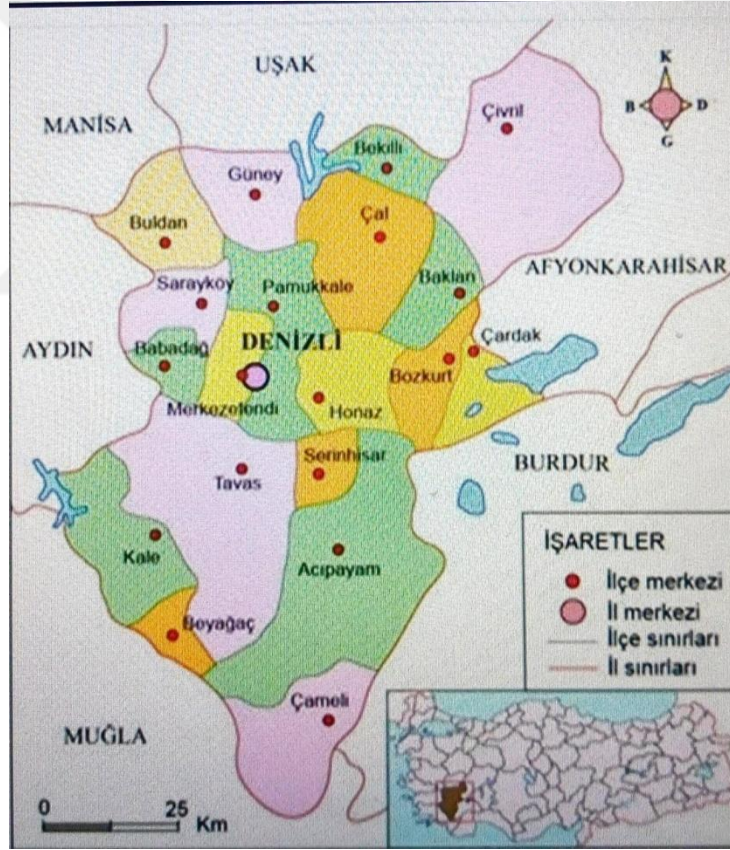 UŞAK
K
B D
G
MANİSA
Çivril
Bekilli
Güney
Buldan
Çal
Saraykoy
Pamukkale
Baklan
AFYONKARAHİSAR
AYDIN
Babadağ
DENİZLİ
Çardak
Bozkurt
Merkezefendi
Honaz
Serinhisar
BURDUR
Tavas
Kale
Acıpayam
Beyağaç
Çameli
MUĞLA
İŞARETLER
İlçe merkezi
İl merkezi
İlçe sınırları
İl sınırları
0 25
Km